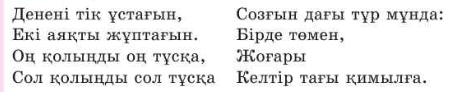 Денені тік ұстағын,
Екі аяқты жұптағын.
Оң қолыңды оң тұсқа,
Сол қолыңды сол тұсқа
Созғын дағы тұр мұнда:
Бірде төмен,
Жоғары
Келтір тағы қимылға.